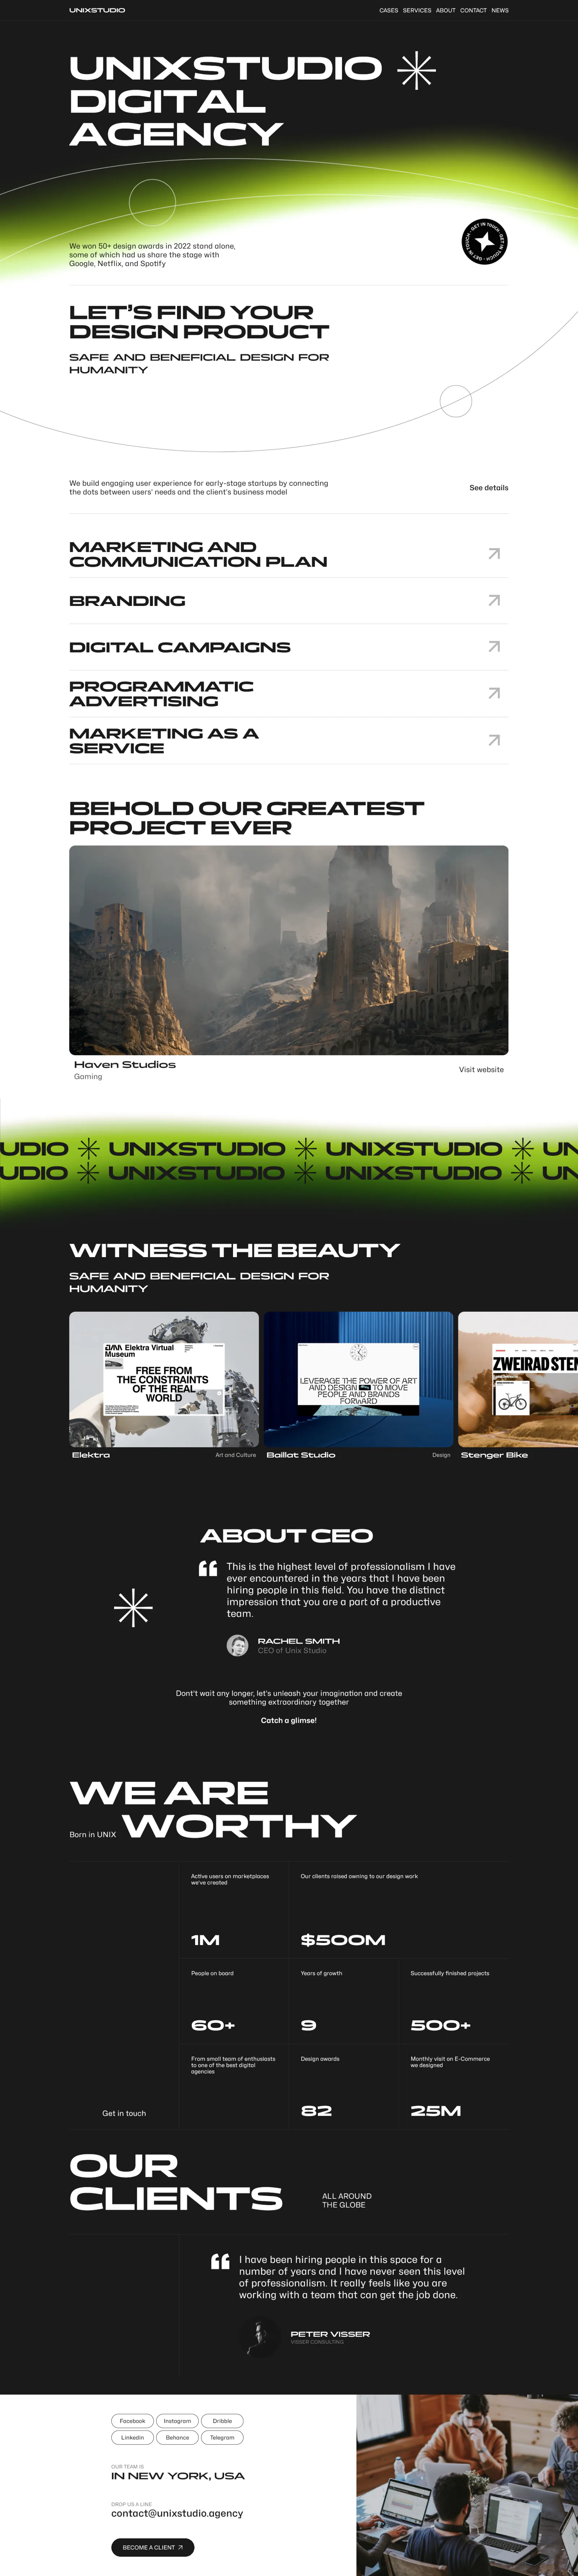 UNIXSTUDIO
CASES SERVICES ABOUT CONTACT NEWS
UNIXSTUDIO
DIGITAL
AGENCY
We won 50+ design awards in 2022 stand alone,
some of which had us share the stage with
Google, Netflix, and Spotify
GET IN TOUCH · GET IN TOUCH · GET IN TOUCH ·
LET'S FIND YOUR
DESIGN PRODUCT
SAFE AND BENEFICIAL DESIGN FOR
HUMANITY
We build engaging user experience for early-stage startups by connecting
the dots between users' needs and the client's business model
See details
MARKETING AND
COMMUNICATION PLAN
BRANDING
DIGITAL CAMPAIGNS
PROGRAMMATIC
ADVERTISING
MARKETING AS A
SERVICE
BEHOLD OUR GREATEST
PROJECT EVER
Haven Studios
Gaming
Visit website
UDIO UNIXSTUDIO UNIXSTUDIO UN
UDIO UNIXSTUDIO UNIXSTUDIO UN
WITNESS THE BEAUTY
SAFE AND BENEFICIAL DESIGN FOR
HUMANITY
Elektra Virtual
Museum
FREE FROM
THE CONSTRAINTS
OF THE REAL
WORLD
LEVERAGE THE POWER OF ART
AND DESIGN TO MOVE
PEOPLE AND BRANDS
FORWARD
ZWEIRAD STEN
Elektra
Art and Culture
Baillat Studio
Design
Stenger Bike
ABOUT CEO
“
This is the highest level of professionalism I have
ever encountered in the years that I have been
hiring people in this field. You have the distinct
impression that you are a part of a productive
team.
RACHEL SMITH
CEO of Unix Studio
Dont't wait any longer, let's unleash your imagination and create
something extraordinary together
Catch a glimse!
WE ARE
Born in UNIX WORTHY
Active users on marketplaces
we've created
1M
Our clients raised owning to our design work
$500M
People on board
60+
Years of growth
9
Successfully finished projects
500+
Get in touch
From small team of enthusiasts
to one of the best digital
agencies
Design awards
82
Monthly visit on E-Commerce
we designed
25M
OUR
CLIENTS
ALL AROUND
THE GLOBE
“
I have been hiring people in this space for a
number of years and I have never seen this level
of professionalism. It really feels like you are
working with a team that can get the job done.
PETER VISSER
VISSER CONSULTING
Facebook Instagram Dribble
Linkedin Behance Telegram
OUR TEAM IS
IN NEW YORK, USA
DROP US A LINE
contact@unixstudio.agency
BECOME A CLIENT